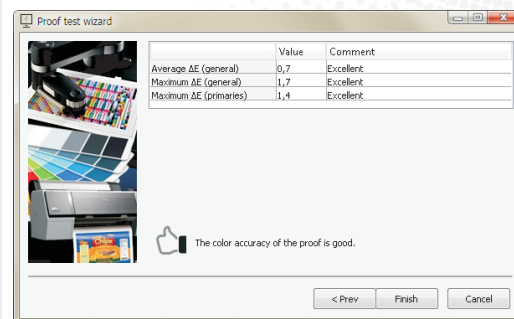 Proof test wizard
Value Comment
Average ΔE (general) 0,7 Excellent
Maximum ΔE (general) 1,7 Excellent
Maximum ΔE (primaries) 1,4 Excellent
Chips
The color accuracy of the proof is good.
< Prev Finish Cancel